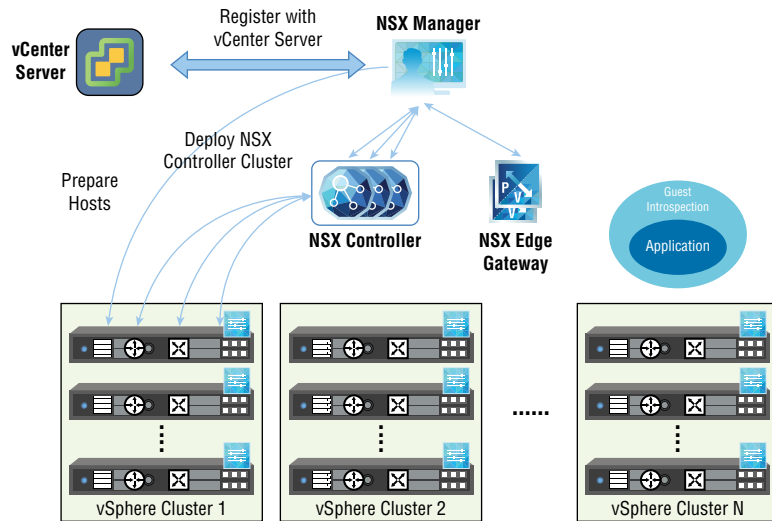 Register with
vCenter Server
NSX Manager
vCenter
Server
Deploy NSX
Controller Cluster
Prepare
Hosts
NSX Controller
P
V
V
NSX Edge
Gateway
Guest
Introspection
Application
......
vSphere Cluster 1
vSphere Cluster 2
vSphere Cluster N